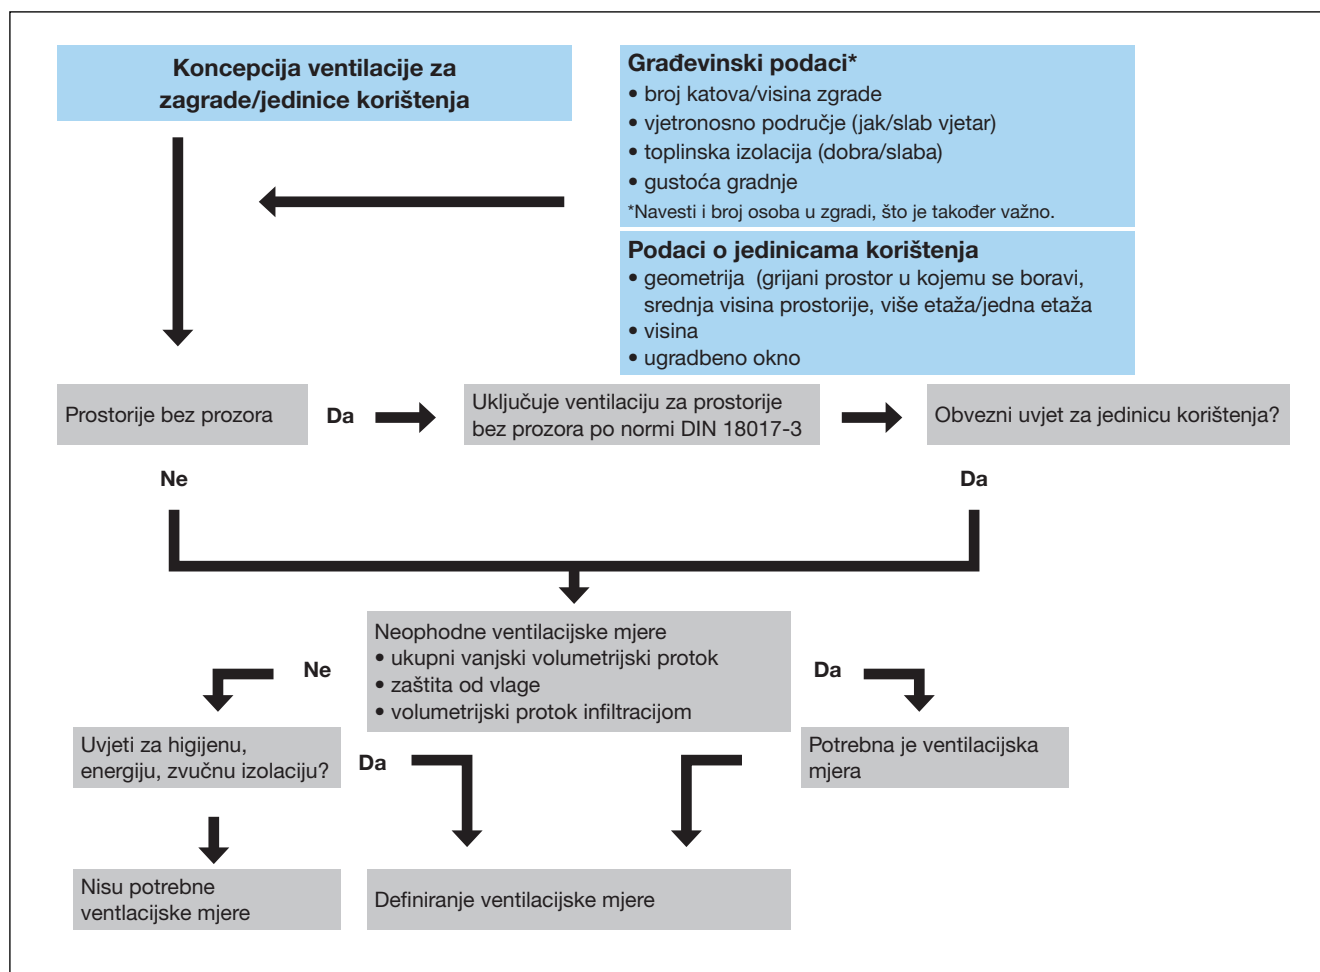 Koncepcija ventilacije za
zagrade/jedinice korištenja
Građevinski podaci*
• broj katova/visina zgrade
• vjetronosno područje (jak/slab vjetar)
• toplinska izolacija (dobra/slaba)
• gustoća gradnje
*Navesti i broj osoba u zgradi, što je također važno.
Podaci o jedinicama korištenja
• geometrija (grijani prostor u kojemu se boravi,
srednja visina prostorije, više etaža/jedna etaža
• visina
• ugradbeno okno
Prostorije bez prozora
Da
Uključuje ventilaciju za prostorije
bez prozora po normi DIN 18017-3
Obvezni uvjet za jedinicu korištenja?
Ne
Da
Neophodne ventilacijske mjere
• ukupni vanjski volumetrijski protok
• zaštita od vlage
• volumetrijski protok infiltracijom
Ne
Da
Uvjeti za higijenu,
energiju, zvučnu izolaciju?
Da
Potrebna je ventilacijska
mjera
Nisu potrebne
ventlacijske mjere
Definiranje ventilacijske mjere